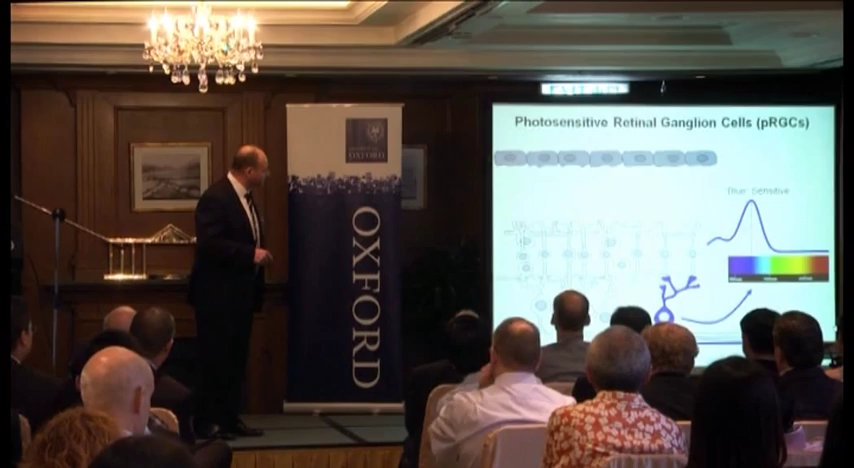 OXFORD
OXFORD
Photosensitive Retinal Ganglion Cells (pRGCs)
Blue Sensitive